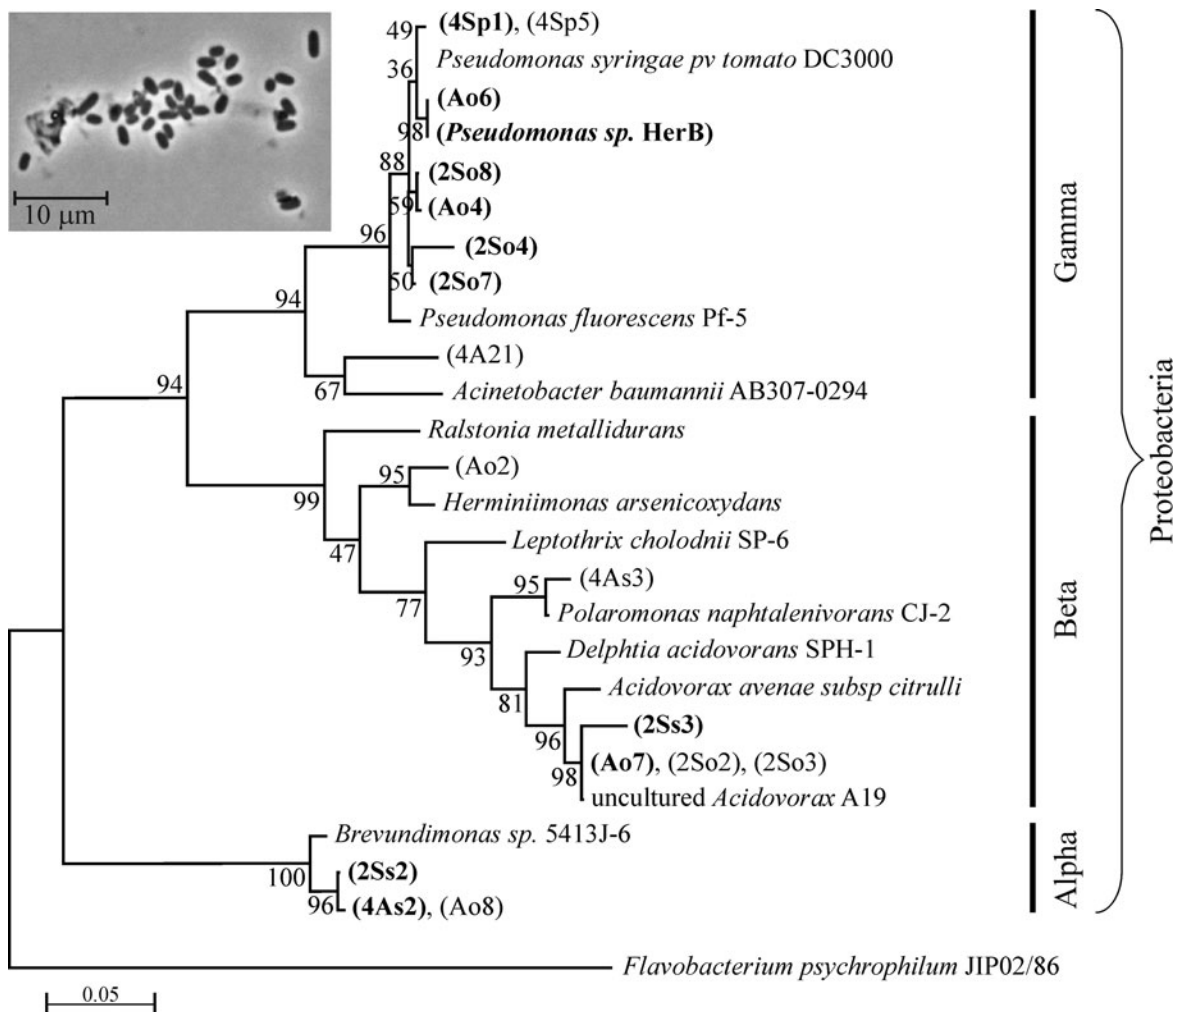 10 µm
49
(4Sp1), (4Sp5)
36
Pseudomonas syringae pv tomato DC3000
(Ao6)
98
(Pseudomonas sp. HerB)
88
(2So8)
59
(Ao4)
96
(2So4)
50
(2So7)
94
Pseudomonas fluorescens Pf-5
(4A21)
94
67
Acinetobacter baumannii AB307-0294
Gamma
Ralstonia metallidurans
95
(Ao2)
99
Herminiimonas arsenicoxydans
47
Leptothrix cholodnii SP-6
95
(4As3)
77
Polaromonas naphtalenivorans CJ-2
93
Delphtia acidovorans SPH-1
81
Acidovorax avenae subsp citrulli
96
(2Ss3)
98
(Ao7), (2So2), (2So3)
uncultured Acidovorax A19
Beta
Brevundimonas sp. 5413J-6
100
(2Ss2)
96
(4As2), (Ao8)
Alpha
Proteobacteria
Flavobacterium psychrophilum JIP02/86
0.05